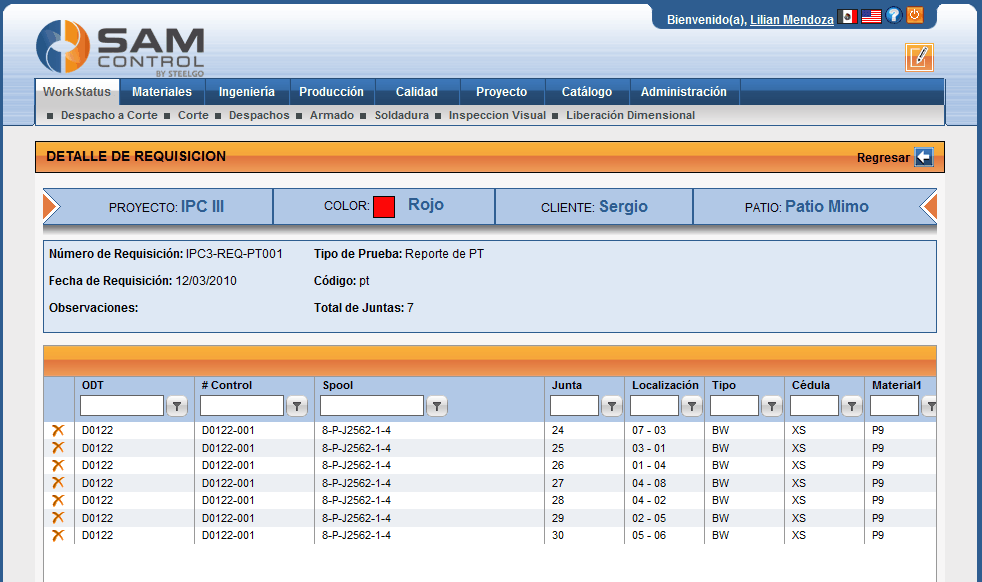 Bienvenido(a), Lilian Mendoza
SAM
CONTROL
BY STEELGO
WorkStatus Materiales Ingeniería Producción Calidad Proyecto Catálogo Administración
Despacho a Corte Corte Despachos Armado Soldadura Inspeccion Visual Liberación Dimensional
DETALLE DE REQUISICION Regresar
PROYECTO: IPC III COLOR: Rojo CLIENTE: Sergio PATIO: Patio Mimo
Número de Requisición: IPC3-REQ-PT001 Tipo de Prueba: Reporte de PT
Fecha de Requisición: 12/03/2010 Código: pt
Observaciones: Total de Juntas: 7
ODT # Control Spool Junta Localización Tipo Cédula Material1
D0122 D0122-001 8-P-J2562-1-4 24 07 - 03 BW XS P9
D0122 D0122-001 8-P-J2562-1-4 25 03 - 01 BW XS P9
D0122 D0122-001 8-P-J2562-1-4 26 01 - 04 BW XS P9
D0122 D0122-001 8-P-J2562-1-4 27 04 - 08 BW XS P9
D0122 D0122-001 8-P-J2562-1-4 28 04 - 02 BW XS P9
D0122 D0122-001 8-P-J2562-1-4 29 02 - 05 BW XS P9
D0122 D0122-001 8-P-J2562-1-4 30 05 - 06 BW XS P9